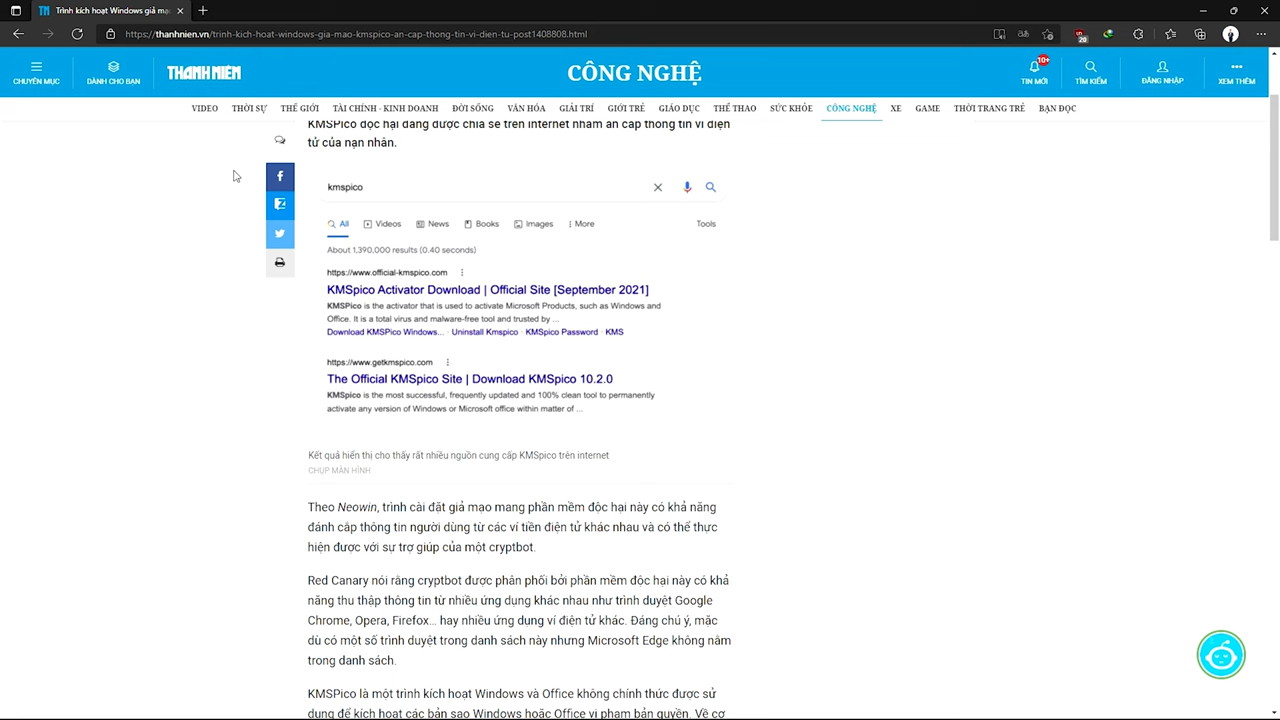 Trình kích hoạt Windows giả mạ
https://thanhnien.vn/trinh-kich-hoat-windows-gia-mao-kmspico-an-cap-thong-tin-vi-dien-tu-post1408808.html
20
CHUYÊN MỤC
DÀNH CHO BẠN
THANH NIÊN
CÔNG NGHỆ
10+
TIN MỚI
TÌM KIẾM
ĐĂNG NHẬP
XEM THÊM
VIDEO THỜI SỰ THẾ GIỚI TÀI CHÍNH - KINH DOANH ĐỜI SỐNG VĂN HÓA GIẢI TRÍ GIỚI TRẺ GIÁO DỤC THỂ THAO SỨC KHỎE CÔNG NGHỆ XE GAME THỜI TRANG TRẺ BẠN ĐỌC
KMSPico độc hại đang được chia sẻ trên internet nhằm ăn cắp thông tin ví điện
tử của nạn nhân.
kmspico
All Videos News Books Images More Tools
About 1,390,000 results (0.40 seconds)
https://www.official-kmspico.com
KMSpico Activator Download | Official Site [September 2021]
KMSPico is the activator that is used to activate Microsoft Products, such as Windows and
Office. It is a total virus and malware-free tool and trusted by ...
Download KMSPico Windows... · Uninstall Kmspico · KMSpico Password · KMS
https://www.getkmspico.com
The Official KMSpico Site | Download KMSpico 10.2.0
KMSpico is the most successful, frequently updated and 100% clean tool to permanently
activate any version of Windows or Microsoft office within matter of ...
Kết quả hiển thị cho thấy rất nhiều nguồn cung cấp KMSpico trên internet
CHỤP MÀN HÌNH
Theo Neowin, trình cài đặt giả mạo mang phần mềm độc hại này có khả năng
đánh cắp thông tin người dùng từ các ví tiền điện tử khác nhau và có thể thực
hiện được với sự trợ giúp của một cryptbot.
Red Canary nói rằng cryptbot được phân phối bởi phần mềm độc hại này có khả
năng thu thập thông tin từ nhiều ứng dụng khác nhau như trình duyệt Google
Chrome, Opera, Firefox... hay nhiều ứng dụng ví điện tử khác. Đáng chú ý, mặc
dù có một số trình duyệt trong danh sách này nhưng Microsoft Edge không nằm
trong danh sách.
KMSPico là một trình kích hoạt Windows và Office không chính thức được sử
dụng để kích hoạt các bản sao Windows hoặc Office vi phạm bản quyền. Về cơ